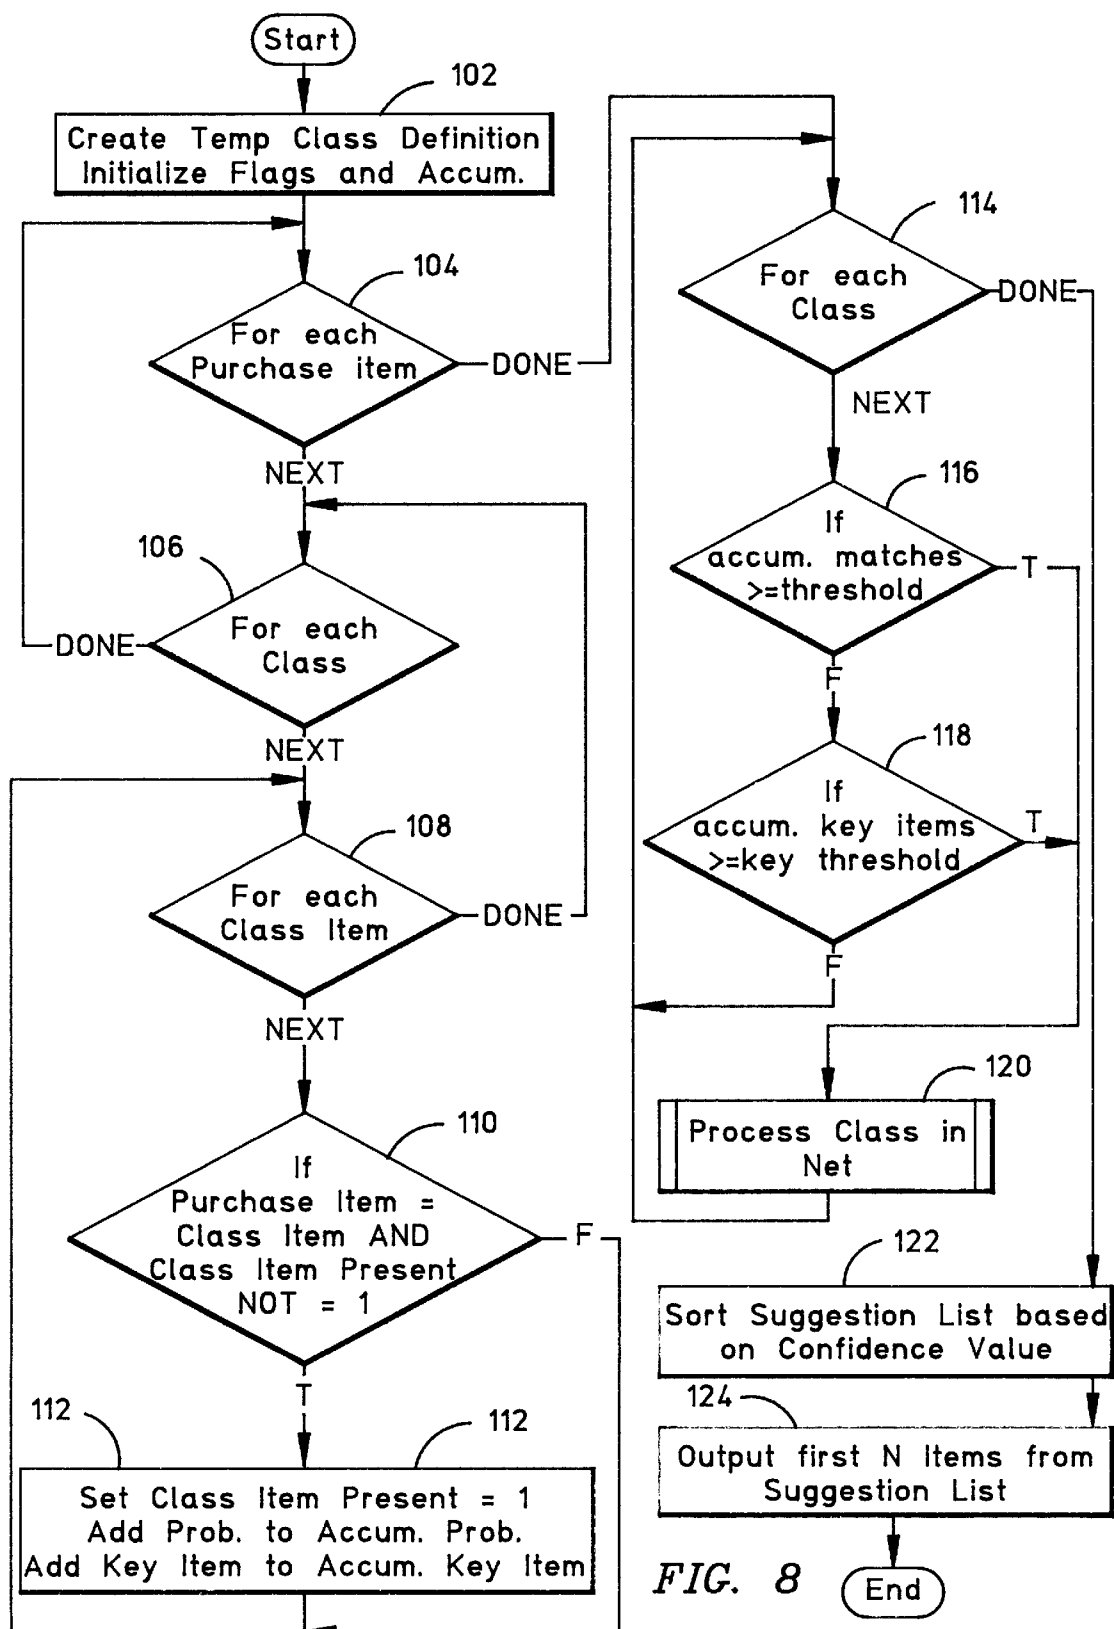 Start
102
Create Temp Class Definition
Initialize Flags and Accum.
104
For each
Purchase item
DONE
NEXT
106
For each
Class
DONE
NEXT
108
For each
Class Item
DONE
NEXT
110
If
Purchase Item =
Class Item AND
Class Item Present
NOT = 1
F
T
112
112
Set Class Item Present = 1
Add Prob. to Accum. Prob.
Add Key Item to Accum. Key Item
114
For each
Class
DONE
NEXT
116
If
accum. matches
>=threshold
T
F
118
If
accum. key items
>=key threshold
T
F
120
Process Class in
Net
122
Sort Suggestion List based
on Confidence Value
124
Output first N Items from
Suggestion List
End
FIG. 8